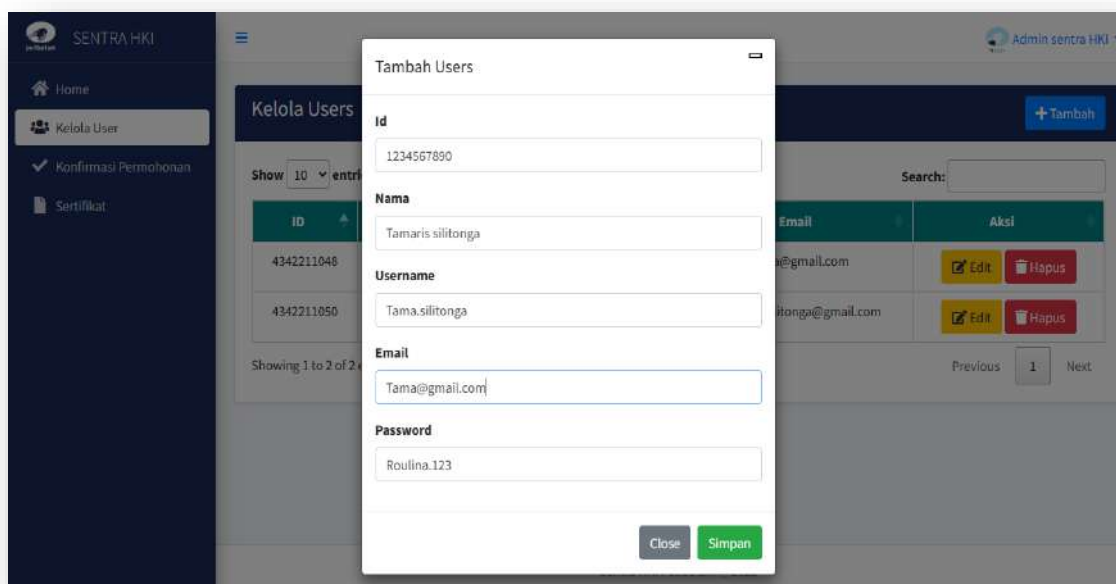 SENTRA HKI
Admin sentra HKI
Home
Kelola User
Konfirmasi Permohonan
Sertifikat
Kelola Users
+ Tambah
Show 10 entri
Search:
ID Email Aksi
4342211048 a@gmail.com Edit Hapus
4342211050 itonga@gmail.com Edit Hapus
Showing 1 to 2 of 2 e
Previous 1 Next
Tambah Users
Id
1234567890
Nama
Tamaris silitonga
Username
Tama.silitonga
Email
Tama@gmail.com
Password
Roulina.123
Close Simpan